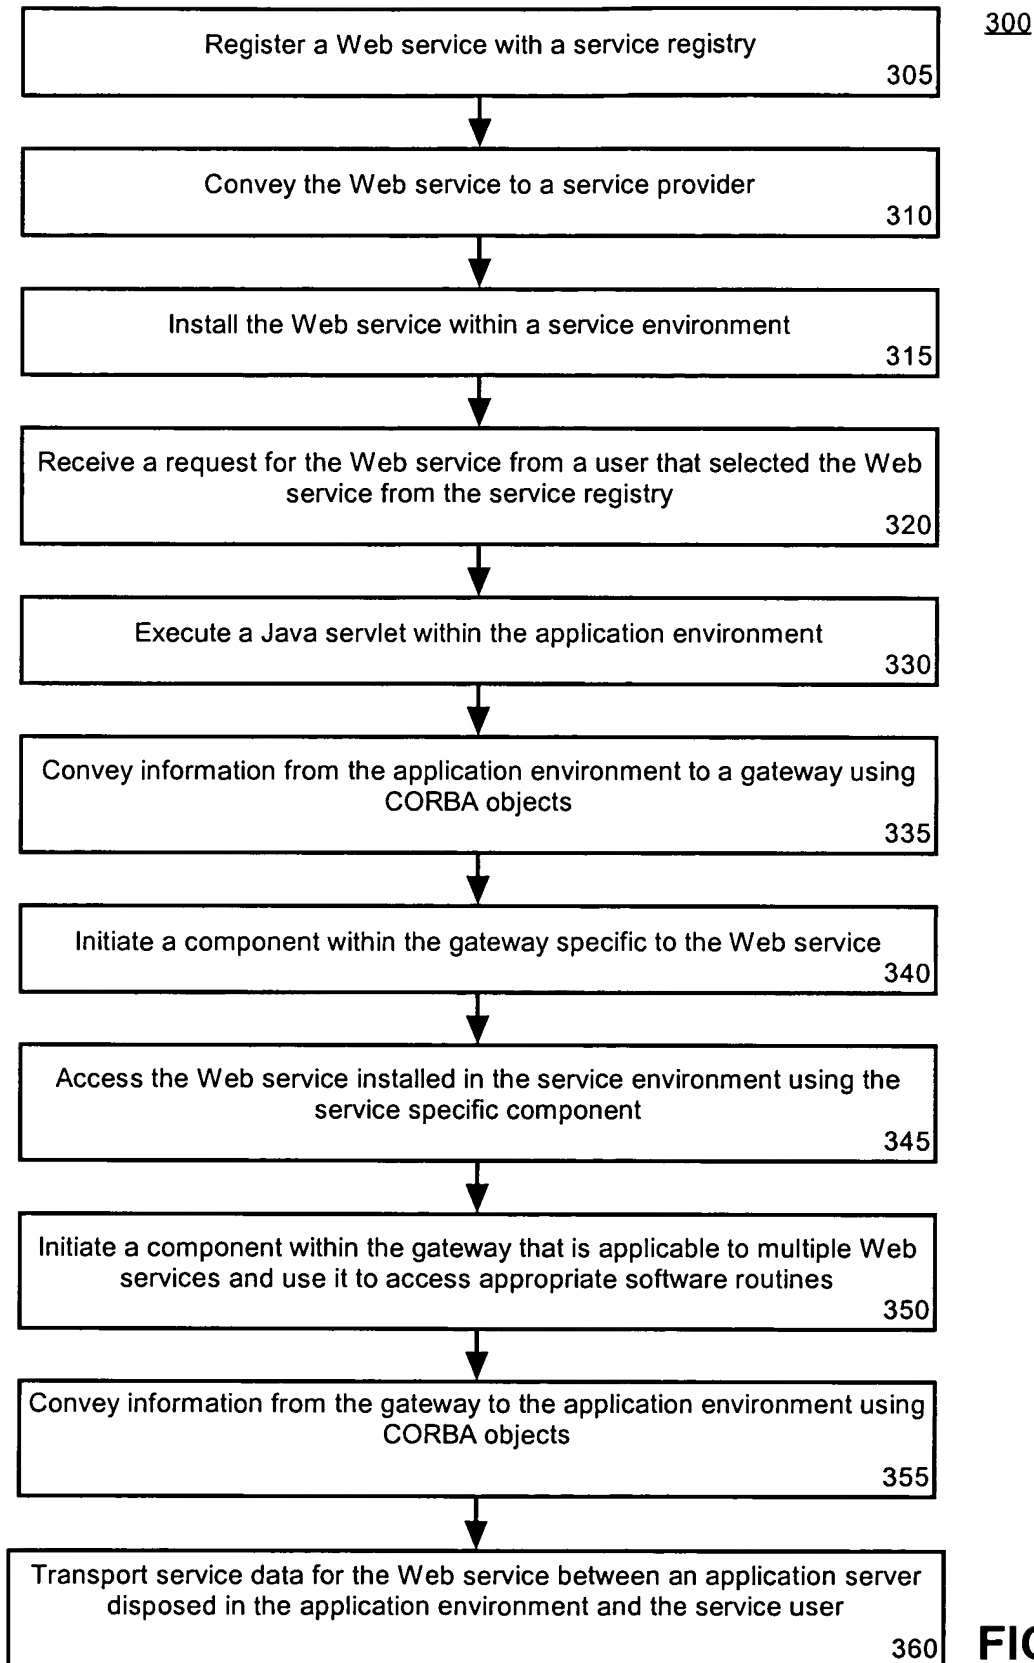 300
Register a Web service with a service registry
305
Convey the Web service to a service provider
310
Install the Web service within a service environment
315
Receive a request for the Web service from a user that selected the Web
service from the service registry
320
Execute a Java servlet within the application environment
330
Convey information from the application environment to a gateway using
CORBA objects
335
Initiate a component within the gateway specific to the Web service
340
Access the Web service installed in the service environment using the
service specific component
345
Initiate a component within the gateway that is applicable to multiple Web
services and use it to access appropriate software routines
350
Convey information from the gateway to the application environment using
CORBA objects
355
Transport service data for the Web service between an application server
disposed in the application environment and the service user
360